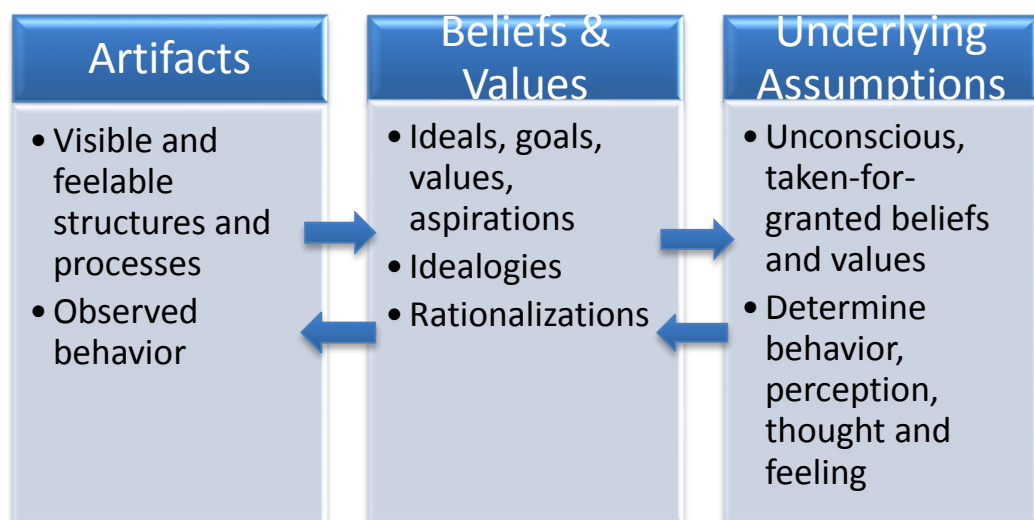 Artifacts
• Visible and
feelable
structures and
processes
• Observed
behavior
Beliefs &
Values
• Ideals, goals,
values,
aspirations
• Idealogies
• Rationalizations
Underlying
Assumptions
• Unconscious,
taken-for-
granted beliefs
and values
• Determine
behavior,
perception,
thought and
feeling